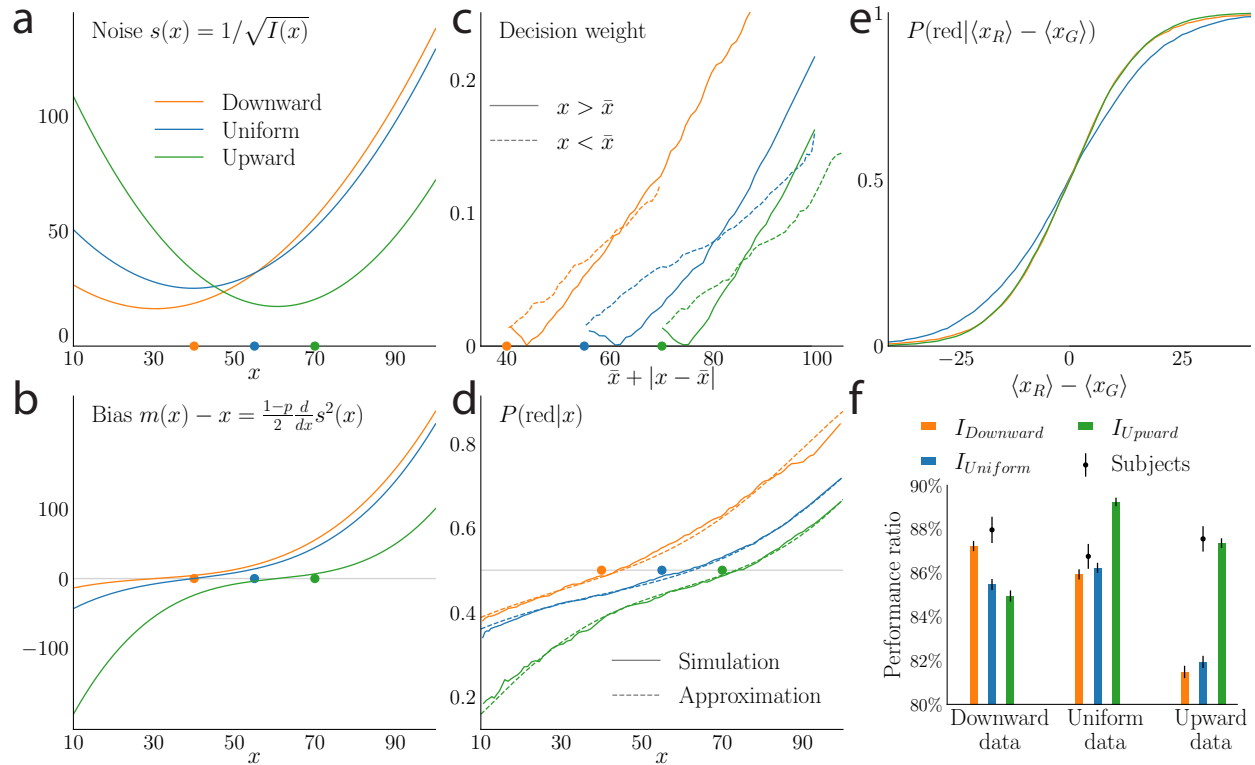 a
Noise s(x) = 1/√I(x)
Downward
Uniform
Upward
100
50
0
10 30 50 70 90
x
b
Bias m(x) − x = \frac{1−p}{2} \frac{d}{dx} s²(x)
100
0
−100
10 30 50 70 90
x
c
Decision weight
x > x̄
x < x̄
0.2
0.1
0
40 60 80 100
x̄ + |x − x̄|
d
P(red|x)
0.8
0.6
0.4
0.2
Simulation
Approximation
10 30 50 70 90
x
e
P(red|⟨x_R⟩ − ⟨x_G⟩)
1
0.5
0
−25 0 25
⟨x_R⟩ − ⟨x_G⟩
f
I_Downward I_Upward
I_Uniform Subjects
Performance ratio
90%
88%
86%
84%
82%
80%
Downward data
Uniform data
Upward data